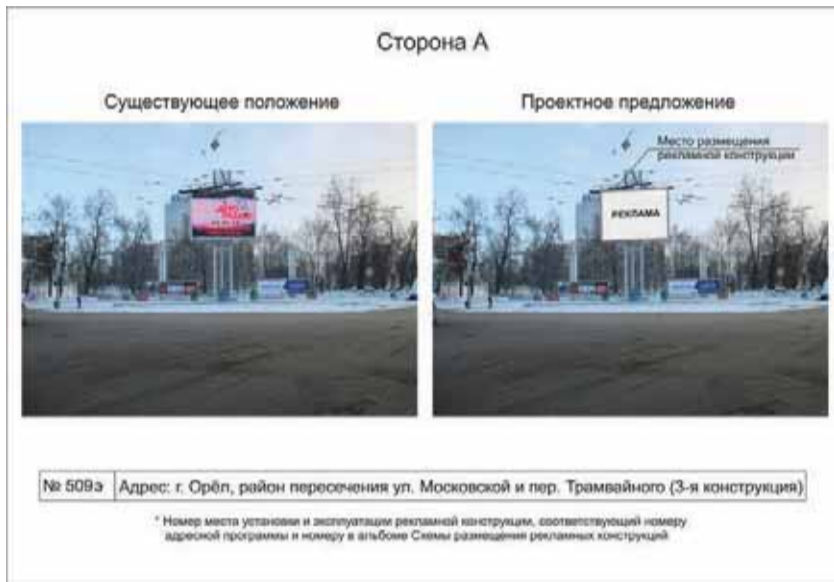 Сторона А
Существующее положение
Проектное предложение
Место размещения
рекламной конструкции
РЕКЛАМА
№ 509э Адрес: г. Орёл, район пересечения ул. Московской и пер. Трамвайного (3-я конструкция)
* Номер места установки и эксплуатации рекламной конструкции, соответствующий номеру
адресной программы и номеру в альбоме Схемы размещения рекламных конструкций